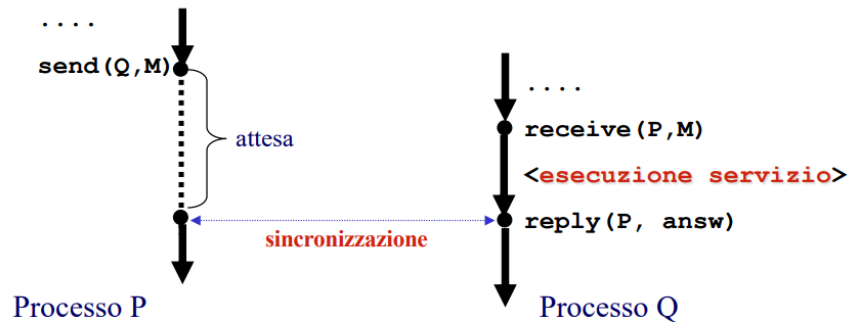 ....
send(Q,M)
attesa
sincronizzazione
Processo P
....
receive(P,M)
<esecuzione servizio>
reply(P, answ)
Processo Q